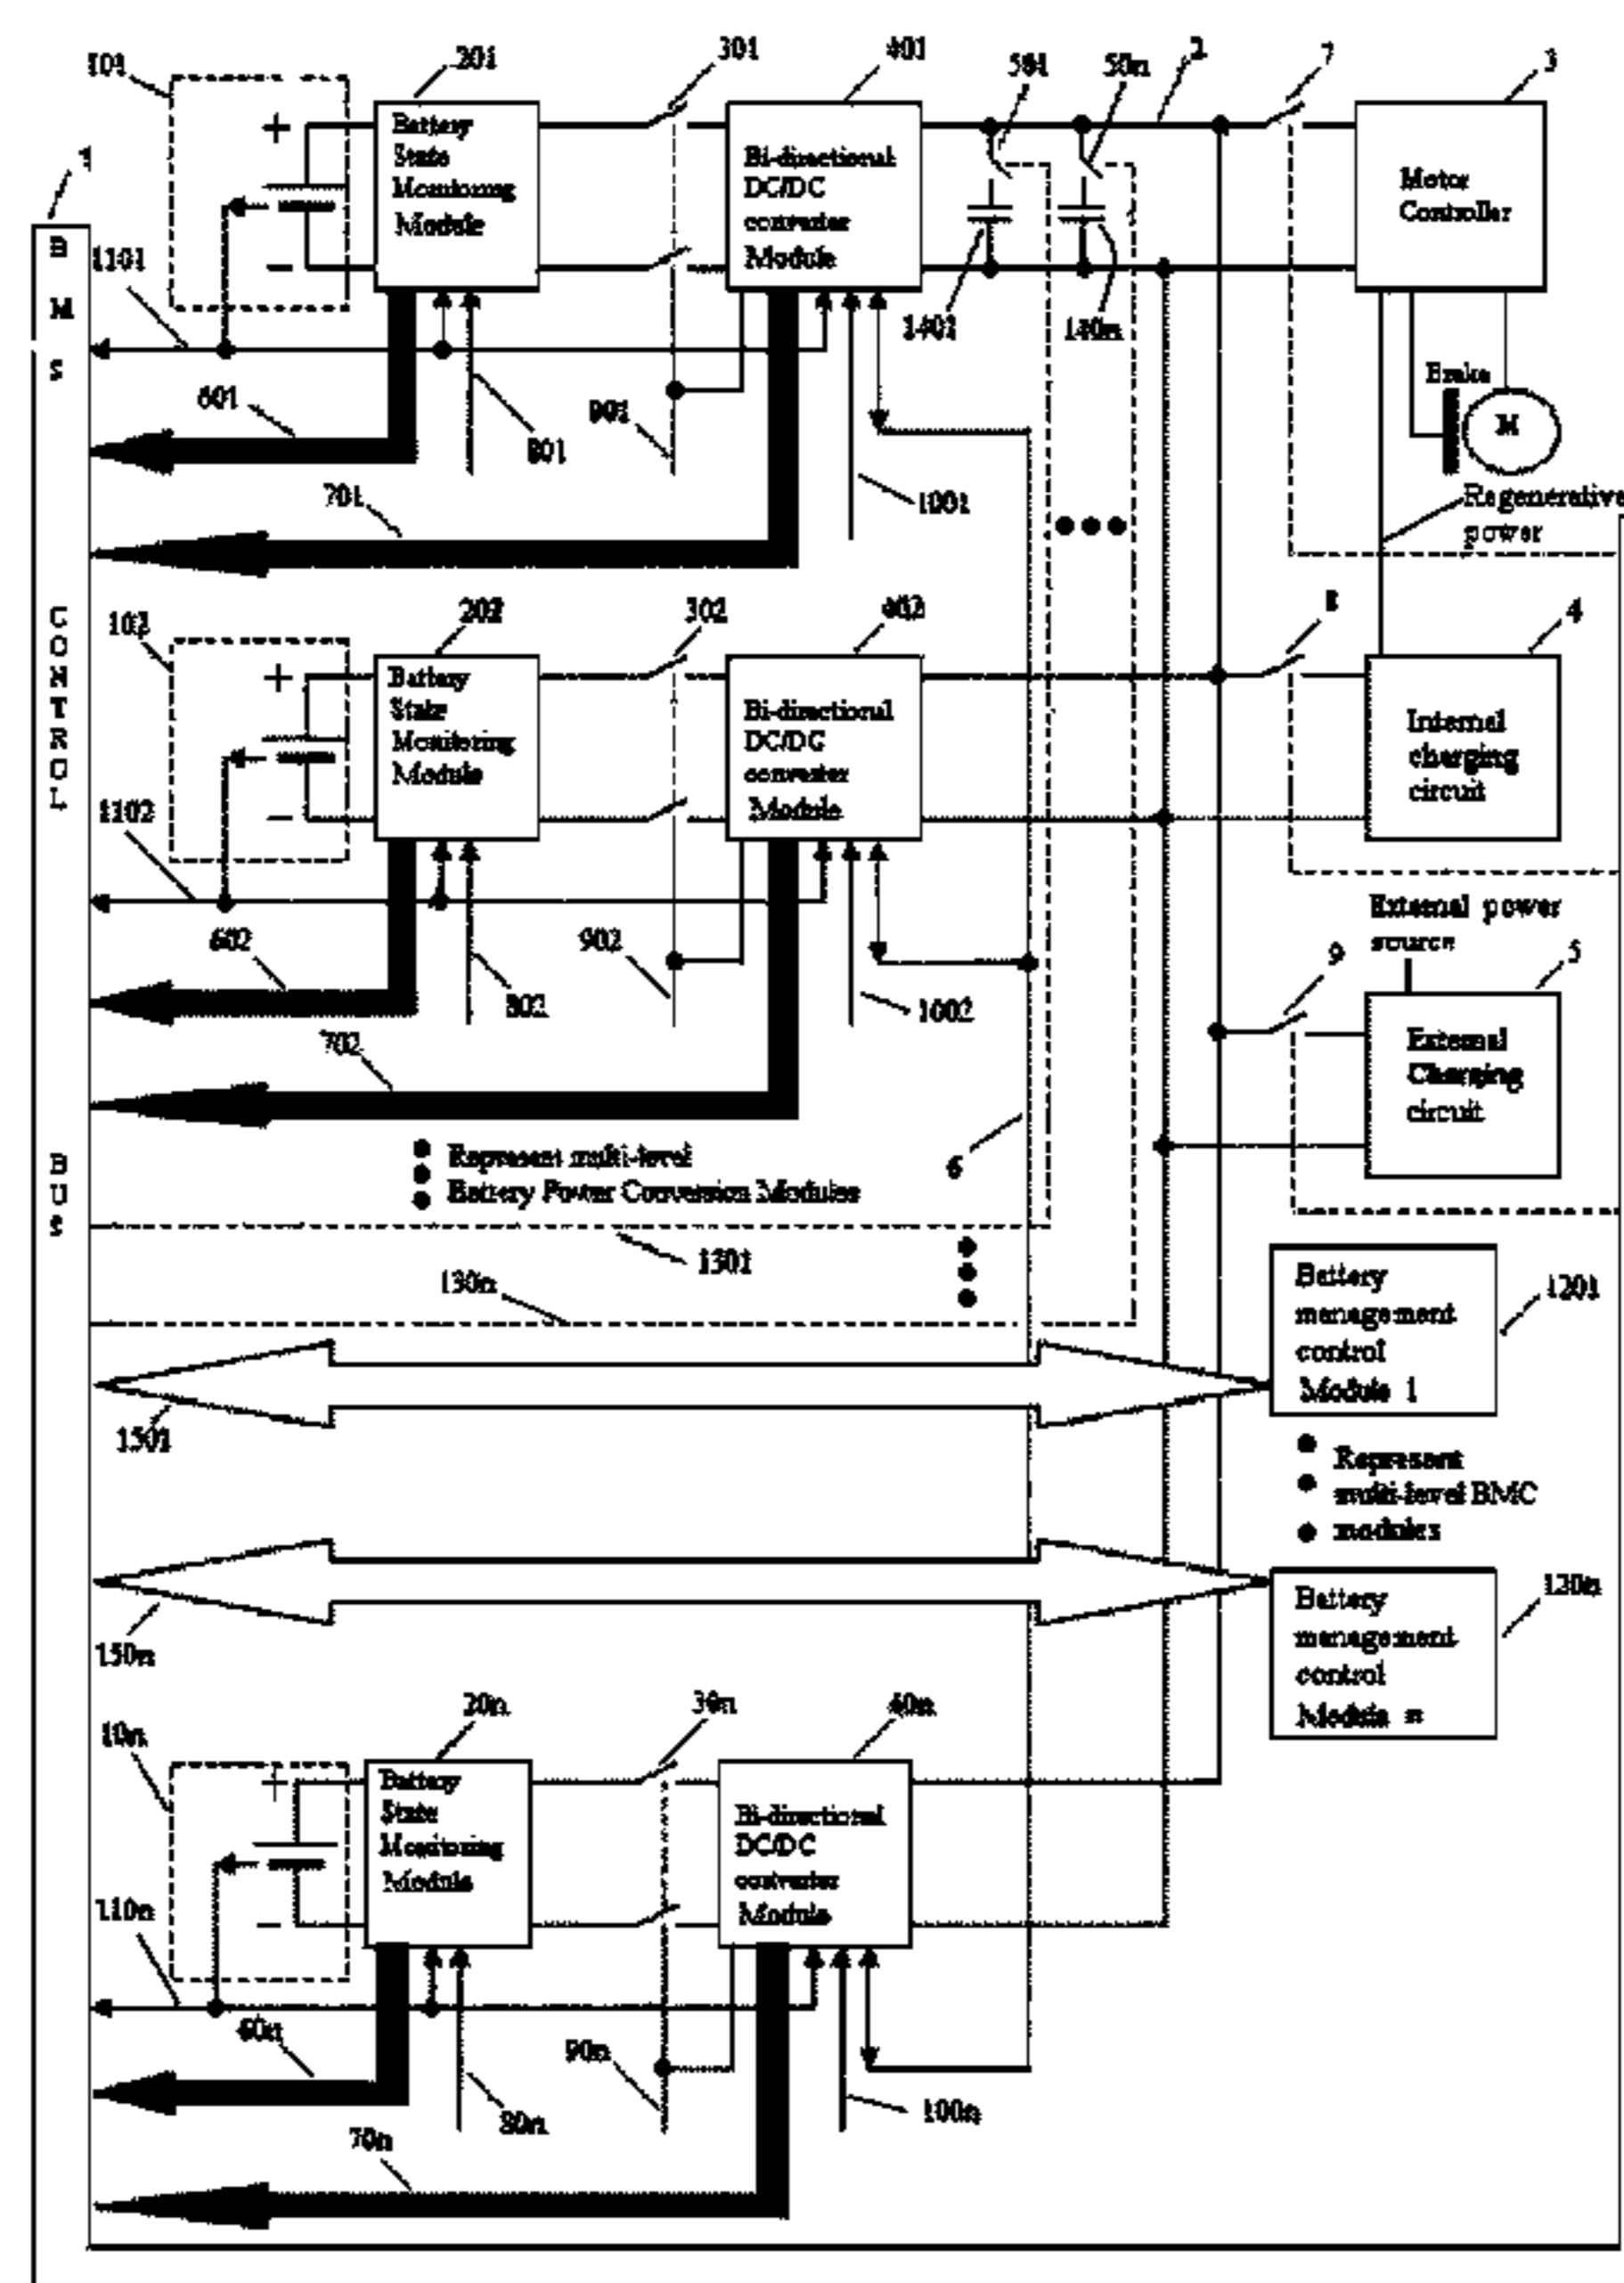 101
201
301
401
501
50n
2
7
3
1
B
M
S
CONTROL
BUS
+
−
Battery
State
Monitoring
Module
Bi-directional
DC/DC
converter
Module
Motor
Controller
1101
1401
140n
Brake
M
601
801
901
1001
701
Regenerative
power
102
202
302
402
8
4
+
−
Battery
State
Monitoring
Module
Bi-directional
DC/DC
converter
Module
Internal
charging
circuit
1102
602
802
902
1002
702
External power
source
9
5
External
Charging
circuit
6
Represent multi-level
Battery Power Conversion Modules
1301
130n
Battery
management
control
Module 1
1201
1501
Represent
multi-level BMC
modules
150n
Battery
management
control
Module n
120n
10n
20n
30n
40n
+
−
Battery
State
Monitoring
Module
Bi-directional
DC/DC
converter
Module
110n
60n
80n
90n
100n
70n